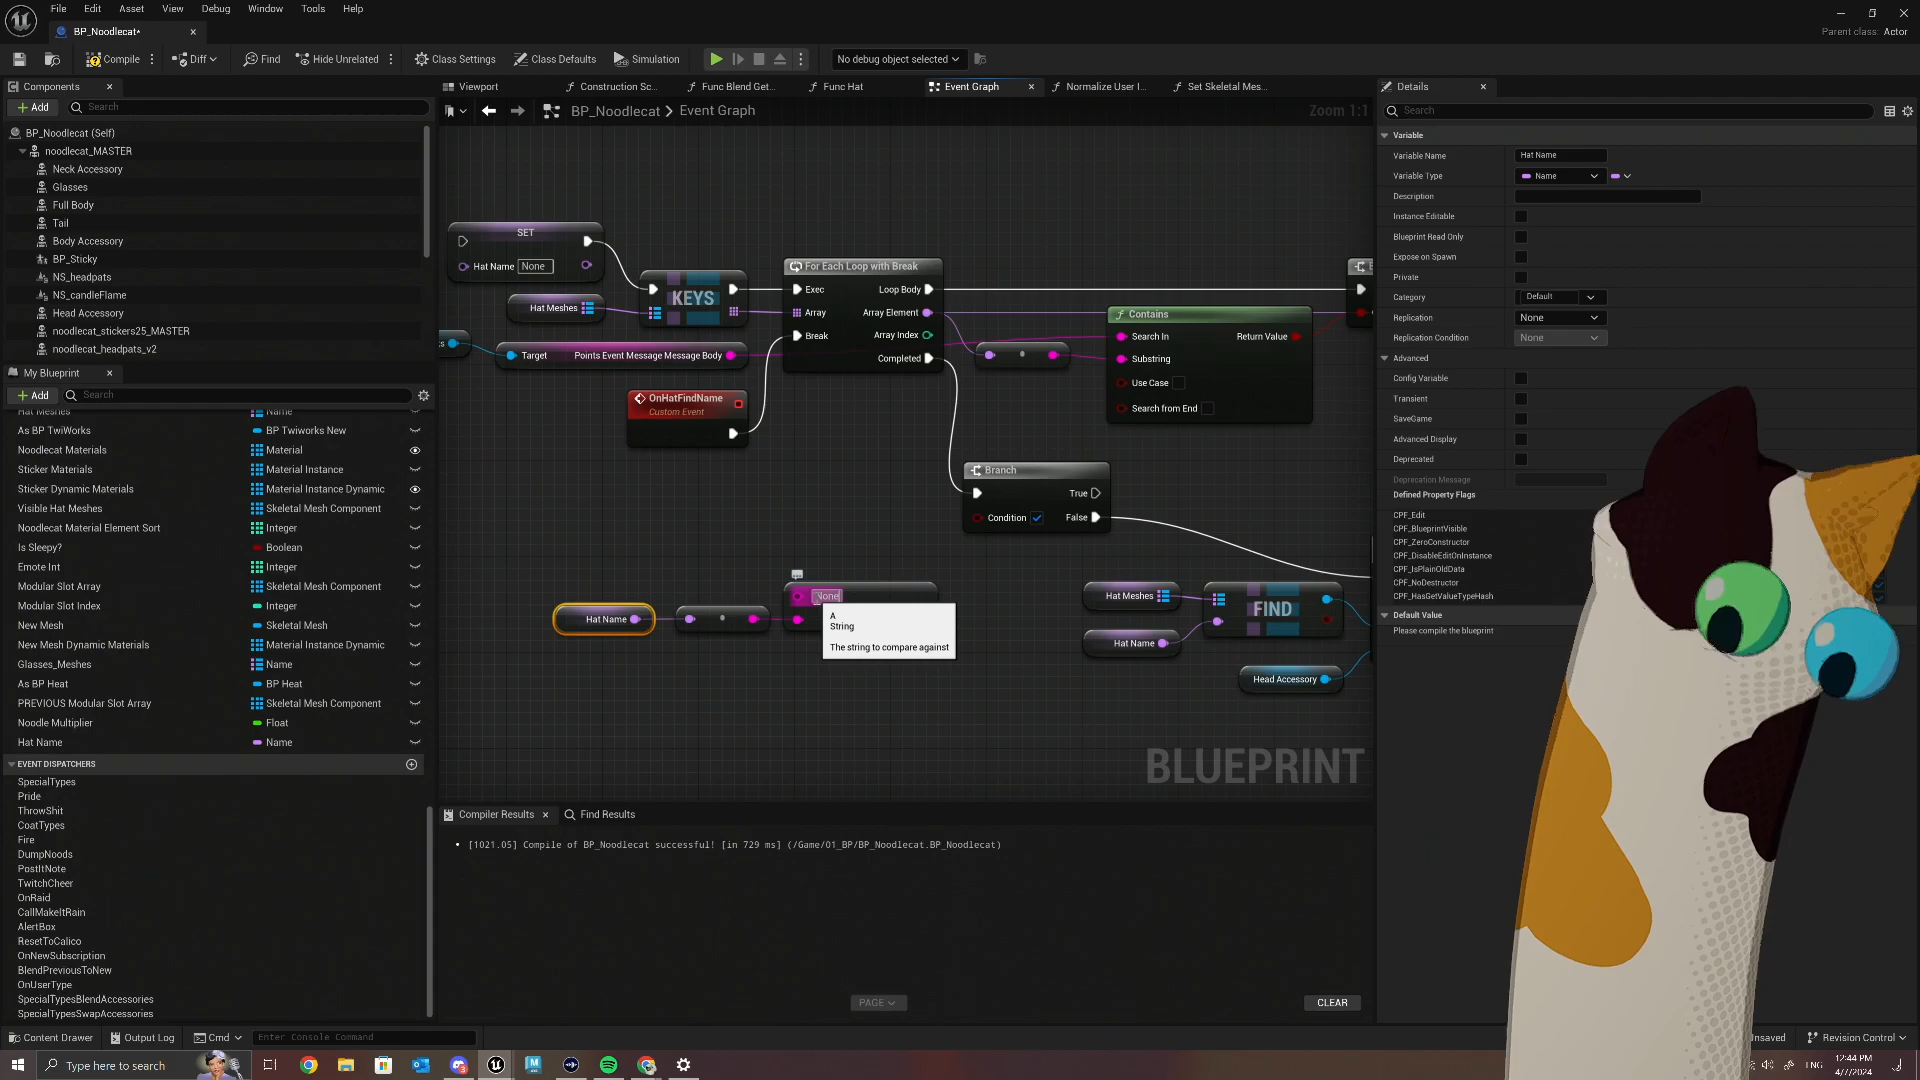 File Edit Asset View Debug Window Tools Help
BP_Noodlecat•
Parent class: Actor
Compile Diff Find Hide Unrelated Class Settings Class Defaults Simulation No debug object selected
Components
Viewport Construction Sc... Func Blend Get... Func Hat Event Graph Normalize User I... Set Skeletal Mes...
Details
Add Search
BP_Noodlecat > Event Graph
Zoom 1:1
Search
BP_Noodlecat (Self)
noodlecat_MASTER
Neck Accessory
Glasses
Full Body
Tail
Body Accessory
BP_Sticky
NS_headpats
NS_candleFlame
Head Accessory
noodlecat_stickers25_MASTER
noodlecat_headpats_v2
My Blueprint
Add Search
Hat Meshes Name
As BP TwiWorks BP Twiworks New
Noodlecat Materials Material
Sticker Materials Material Instance
Sticker Dynamic Materials Material Instance Dynamic
Visible Hat Meshes Skeletal Mesh Component
Noodlecat Material Element Sort Integer
Is Sleepy? Boolean
Emote Int Integer
Modular Slot Array Skeletal Mesh Component
Modular Slot Index Integer
New Mesh Skeletal Mesh
New Mesh Dynamic Materials Material Instance Dynamic
Glasses_Meshes Name
As BP Heat BP Heat
PREVIOUS Modular Slot Array Skeletal Mesh Component
Noodle Multiplier Float
Hat Name Name
EVENT DISPATCHERS
SpecialTypes
Pride
ThrowShit
CoatTypes
Fire
DumpNoods
PostItNote
TwitchCheer
OnRaid
CallMakeItRain
AlertBox
ResetToCalico
OnNewSubscription
BlendPreviousToNew
OnUserType
SpecialTypesBlendAccessories
SpecialTypesSwapAccessories
SET
Hat Name None
Hat Meshes
KEYS
Target Points Event Message Message Body
For Each Loop with Break
Exec Loop Body
Array Array Element
Break Array Index
Completed
Contains
Search In Return Value
Substring
Use Case
Search from End
OnHatFindName
Custom Event
Branch
True
Condition False
Hat Name
None
A
String
The string to compare against
Hat Meshes
Hat Name
FIND
Head Accessory
BLUEPRINT
Compiler Results Find Results
• [1021.05] Compile of BP_Noodlecat successful! [in 729 ms] (/Game/01_BP/BP_Noodlecat.BP_Noodlecat)
PAGE
CLEAR
Variable
Variable Name Hat Name
Variable Type Name
Description
Instance Editable
Blueprint Read Only
Expose on Spawn
Private
Category Default
Replication None
Replication Condition None
Advanced
Config Variable
Transient
SaveGame
Advanced Display
Deprecated
Deprecation Message
Defined Property Flags
CPF_Edit
CPF_BlueprintVisible
CPF_ZeroConstructor
CPF_DisableEditOnInstance
CPF_IsPlainOldData
CPF_NoDestructor
CPF_HasGetValueTypeHash
Default Value
Please compile the blueprint
Content Drawer Output Log Cmd Enter Console Command
Revision Control
Type here to search
ENG
12:44 PM
4/7/2024